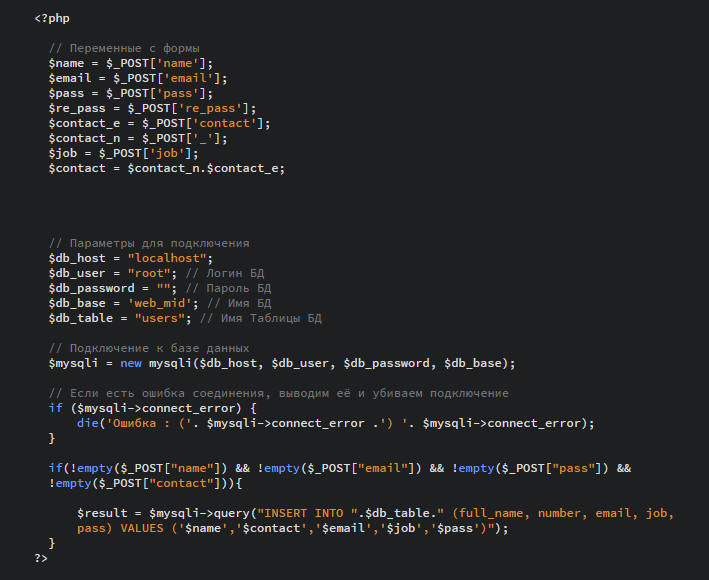 <?php
// Переменные с формы
$name = $_POST['name'];
$email = $_POST['email'];
$pass = $_POST['pass'];
$re_pass = $_POST['re_pass'];
$contact_e = $_POST['contact'];
$contact_n = $_POST['_'];
$job = $_POST['job'];
$contact = $contact_n.$contact_e;
// Параметры для подключения
$db_host = "localhost";
$db_user = "root"; // Логин БД
$db_password = ""; // Пароль БД
$db_base = 'web_mid'; // Имя БД
$db_table = "users"; // Имя Таблицы БД
// Подключение к базе данных
$mysqli = new mysqli($db_host, $db_user, $db_password, $db_base);
// Если есть ошибка соединения, выводим её и убиваем подключение
if ($mysqli->connect_error) {
die('Ошибка : ('. $mysqli->connect_error .') '. $mysqli->connect_error);
}
if(!empty($_POST["name"]) && !empty($_POST["email"]) && !empty($_POST["pass"]) &&
!empty($_POST["contact"])){
$result = $mysqli->query("INSERT INTO ".$db_table." (full_name, number, email, job,
pass) VALUES ('$name','$contact','$email','$job','$pass')");
}
?>